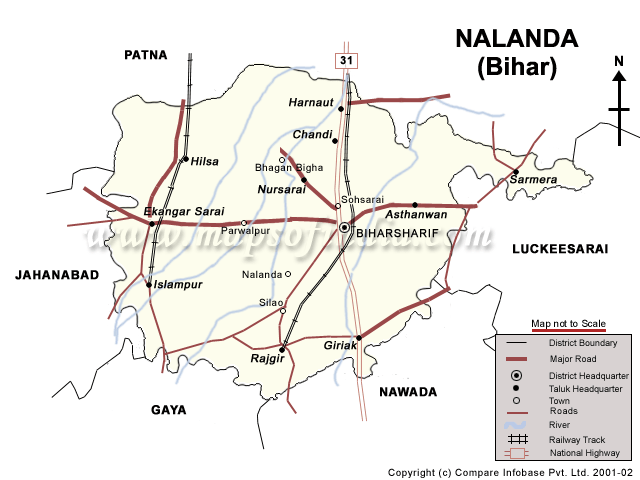 NALANDA
(Bihar)
PATNA
31
N
Harnaut
Chandi
Hilsa
Bhagan Bigha
Nursarai
Sarmera
Sohsarai
Ekangar Sarai
Asthanwan
Parwalpur
BIHARSHARIF
www.mapsofindia.com
LUCKEESARAI
JAHANABAD
Nalanda
Islampur
Silao
Giriak
Rajgir
NAWADA
GAYA
Map not to Scale
District Boundary
Major Road
District Headquarter
Taluk Headquarter
Town
Roads
River
Railway Track
National Highway
Copyright (c) Compare Infobase Pvt. Ltd. 2001-02